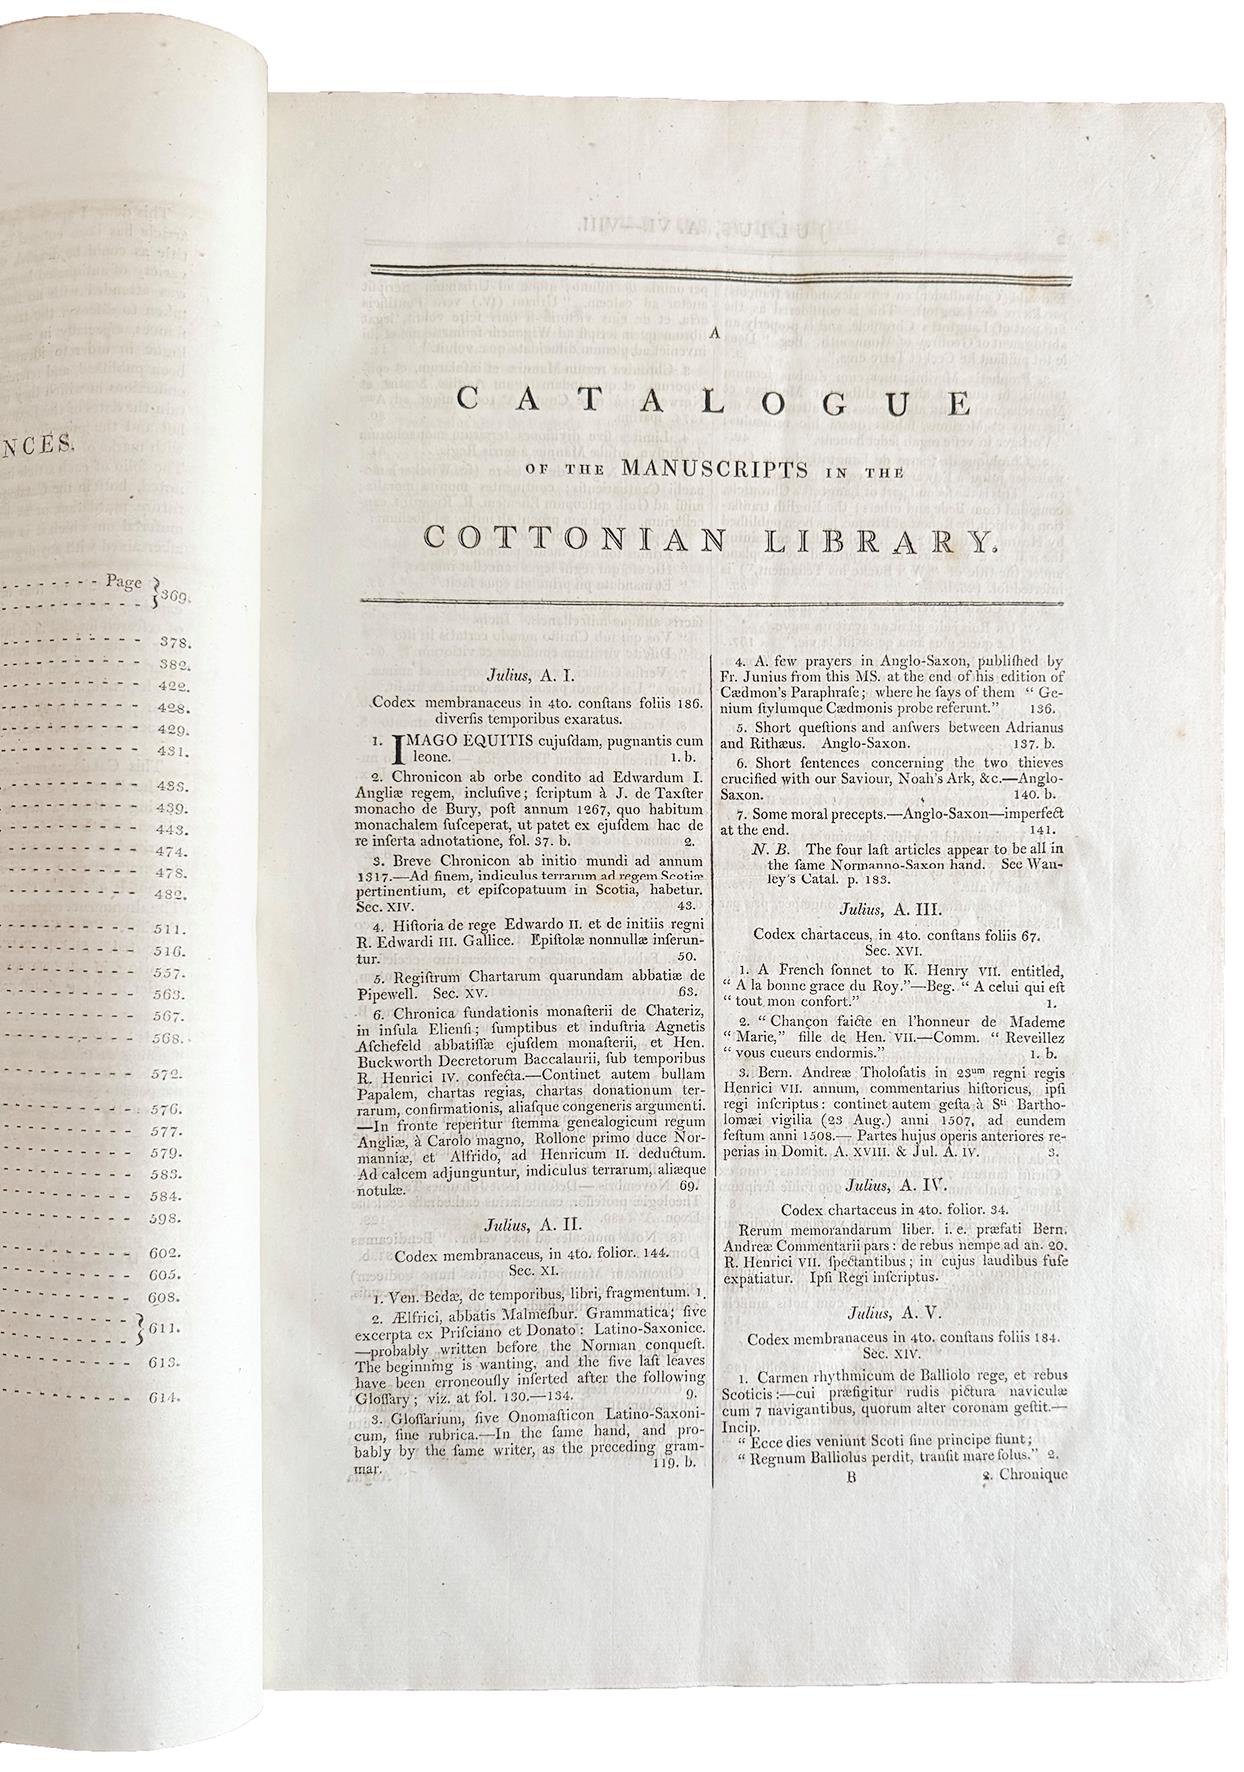 NCES.
Page } 369.
378.
382.
422.
428.
429.
431.
436.
439.
443.
474.
478.
482.
511.
516.
557.
563.
567.
568.
572.
576.
577.
579.
583.
584.
598.
602.
605.
608.
} 611.
613.
614.
A
CATALOGUE
OF THE MANUSCRIPTS IN THE
COTTONIAN LIBRARY.
Julius, A. I.
Codex membranaceus in 4to. conſtans foliis 186.
diverſis temporibus exaratus.
1. IMAGO EQUITIS cujuſdam, pugnantis cum
leone. 1. b.
2. Chronicon ab orbe condito ad Edwardum I.
Angliæ regem, incluſive; ſcriptum à J. de Taxſter
monacho de Bury, poſt annum 1267, quo habitum
monachalem ſuſceperat, ut patet ex ejuſdem hac de
re inſerta adnotatione, fol. 37. b. 2.
3. Breve Chronicon ab initio mundi ad annum
1317.—Ad finem, indiculus terrarum ad regem Scotiæ
pertinentium, et epiſcopatuum in Scotia, habetur.
Sec. XIV. 43.
4. Hiſtoria de rege Edwardo II. et de initiis regni
R. Edwardi III. Gallice. Epiſtolæ nonnullæ inſerun-
tur. 50.
5. Regiſtrum Chartarum quarundam abbatiæ de
Pipewell. Sec. XV. 63.
6. Chronica fundationis monaſterii de Chateriz,
in inſula Elienſi; ſumptibus et induſtria Agnetis
Aſchefeld abbatiſſæ ejuſdem monaſterii, et Hen.
Buckworth Decretorum Baccalaurii, ſub temporibus
R. Henrici IV. confecta.—Continet autem bullam
Papalem, chartas regias, chartas donationum ter-
rarum, confirmationis, aliaſque congeneris argumenti.
—In fronte reperitur ſtemma genealogicum regum
Angliæ, à Carolo magno, Rollone primo duce Nor-
manniæ, et Alfrido, ad Henricum II. deductum.
Ad calcem adjunguntur, indiculus terrarum, aliæque
notulæ. 69.
Julius, A. II.
Codex membranaceus, in 4to. folior. 144.
Sec. XI.
1. Ven. Bedæ, de temporibus, libri, fragmentum. 1.
2. Ælfrici, abbatis Malmeſbur. Grammatica; ſive
excerpta ex Priſciano et Donato: Latino-Saxonice.
—probably written before the Norman conqueſt.
The beginning is wanting, and the five laſt leaves
have been erroneouſly inſerted after the following
Gloſſary; viz. at fol. 130.—134. 9.
3. Gloſſarium, ſive Onomaſticon Latino-Saxoni-
cum, ſine rubrica.—In the ſame hand, and pro-
bably by the ſame writer, as the preceding gram-
mar. 119. b.
4. A. few prayers in Anglo-Saxon, publiſhed by
Fr. Junius from this MS. at the end of his edition of
Cædmon's Paraphraſe; where he ſays of them “ Ge-
nium ſtylumque Cædmonis probe referunt.” 136.
5. Short queſtions and anſwers between Adrianus
and Rithæus. Anglo-Saxon. 137. b.
6. Short ſentences concerning the two thieves
crucified with our Saviour, Noah's Ark, &c.—Anglo-
Saxon. 140. b.
7. Some moral precepts.—Anglo-Saxon—imperfect
at the end. 141.
N. B. The four laſt articles appear to be all in
the ſame Normanno-Saxon hand. See Wan-
ley's Catal. p. 183.
Julius, A. III.
Codex chartaceus, in 4to. conſtans foliis 67.
Sec. XVI.
1. A French ſonnet to K. Henry VII. entitled,
“ A la bonne grace du Roy.”—Beg. “ A celui qui eſt
“ tout mon confort.” 1.
2. “ Chançon faicte en l'honneur de Mademe
“ Marie,” fille de Hen. VII.—Comm. “ Reveillez
“ vous cueurs endormis.” 1. b.
3. Bern. Andreæ Tholoſatis in 23um regni regis
Henrici VII. annum, commentarius hiſtoricus, ipſi
regi inſcriptus: continet autem geſta à Sti Bartho-
lomæi vigilia (23 Aug.) anni 1507, ad eundem
feſtum anni 1508.— Partes hujus operis anteriores re-
perias in Domit. A. XVIII. & Jul. A. IV. 3.
Julius, A. IV.
Codex chartaceus in 4to. folior. 34.
Rerum memorandarum liber. i. e. præfati Bern.
Andreæ Commentarii pars: de rebus nempe ad an. 20.
R. Henrici VII. ſpectantibus; in cujus laudibus fuſe
expatiatur. Ipſi Regi inſcriptus.
Julius, A. V.
Codex membranaceus in 4to. conſtans foliis 184.
Sec. XIV.
1. Carmen rhythmicum de Balliolo rege, et rebus
Scoticis:—cui præfigitur rudis pictura naviculæ
cum 7 navigantibus, quorum alter coronam geſtit.—
Incip.
“ Ecce dies veniunt Scoti ſine principe fiunt;
“ Regnum Balliolus perdit, tranſit mare ſolus.” 2.
B 2. Chronique